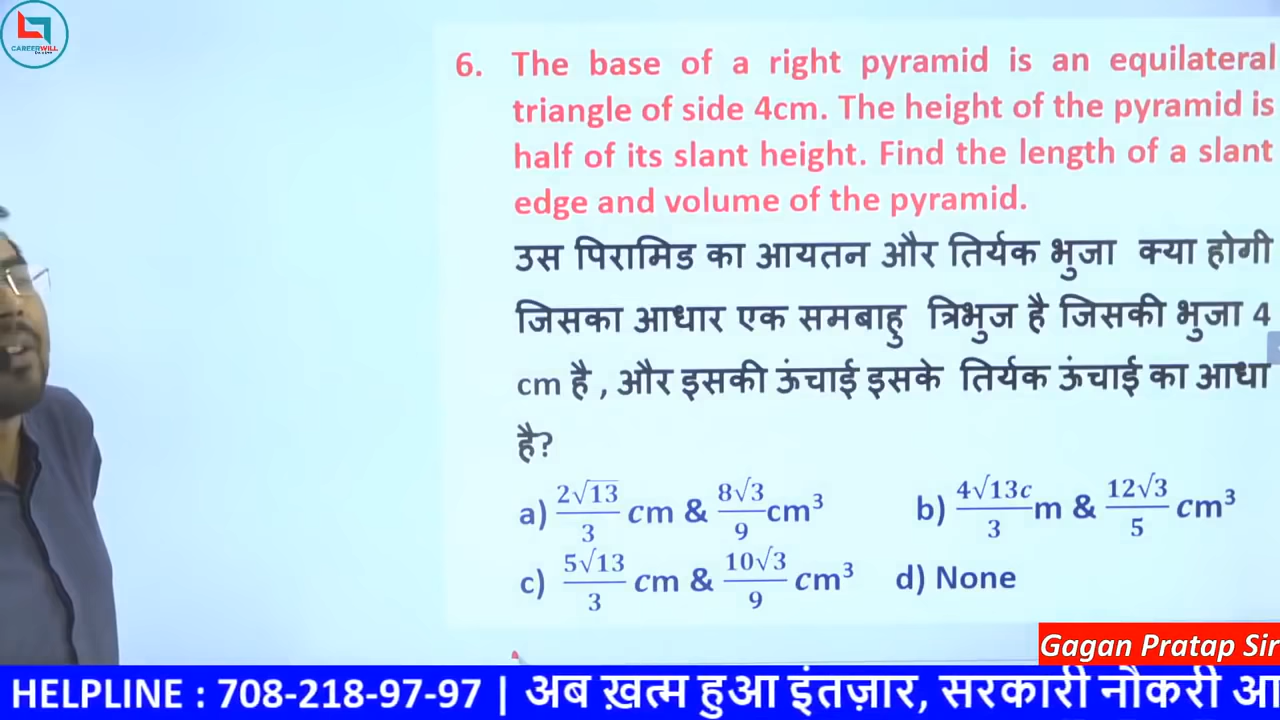 CAREERWILL
6. The base of a right pyramid is an equilateral
triangle of side 4cm. The height of the pyramid is
half of its slant height. Find the length of a slant
edge and volume of the pyramid.
उस पिरामिड का आयतन और तिर्यक भुजा क्या होगी
जिसका आधार एक समबाहु त्रिभुज है जिसकी भुजा 4
cm है , और इसकी ऊंचाई इसके तिर्यक ऊंचाई का आधा
है?
a) 2√13/3 cm & 8√3/9 cm³ b) 4√13c/3 m & 12√3/5 cm³
c) 5√13/3 cm & 10√3/9 cm³ d) None
Gagan Pratap Sir
HELPLINE : 708-218-97-97 | अब ख़त्म हुआ इंतज़ार, सरकारी नौकरी आ